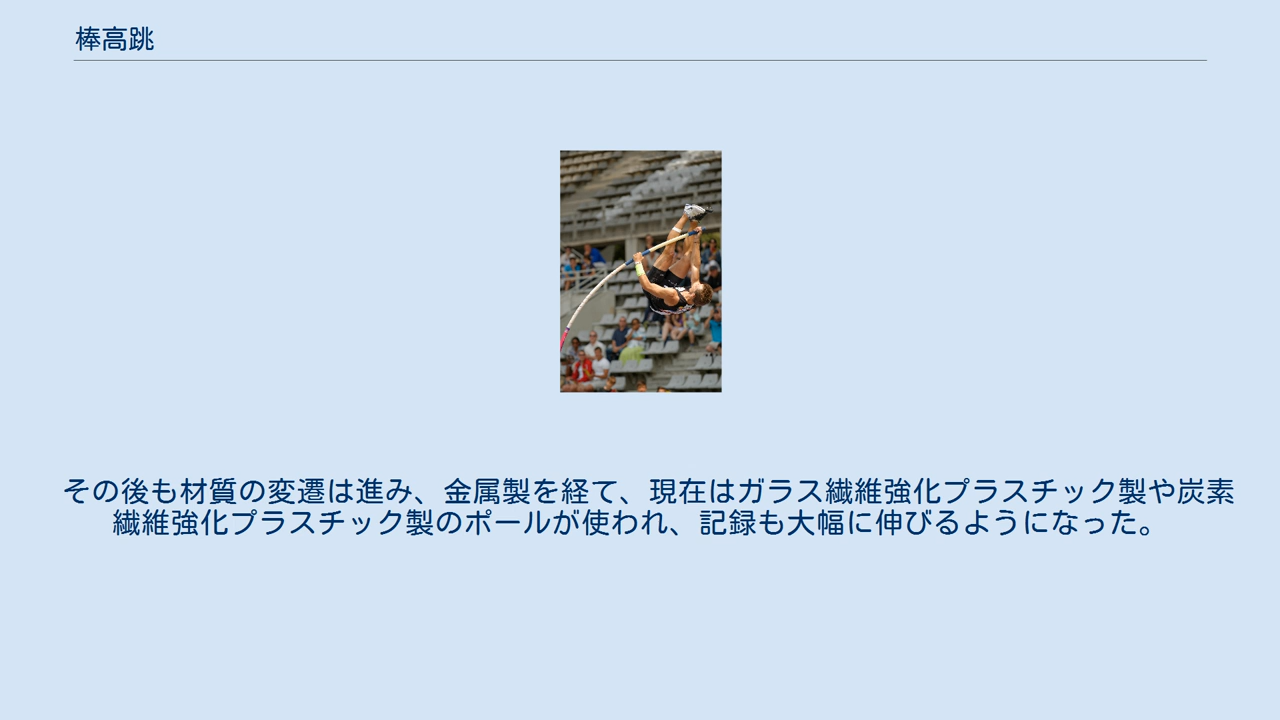 棒高跳
その後も材質の変遷は進み、金属製を経て、現在はガラス繊維強化プラスチック製や炭素
繊維強化プラスチック製のポールが使われ、記録も大幅に伸びるようになった。